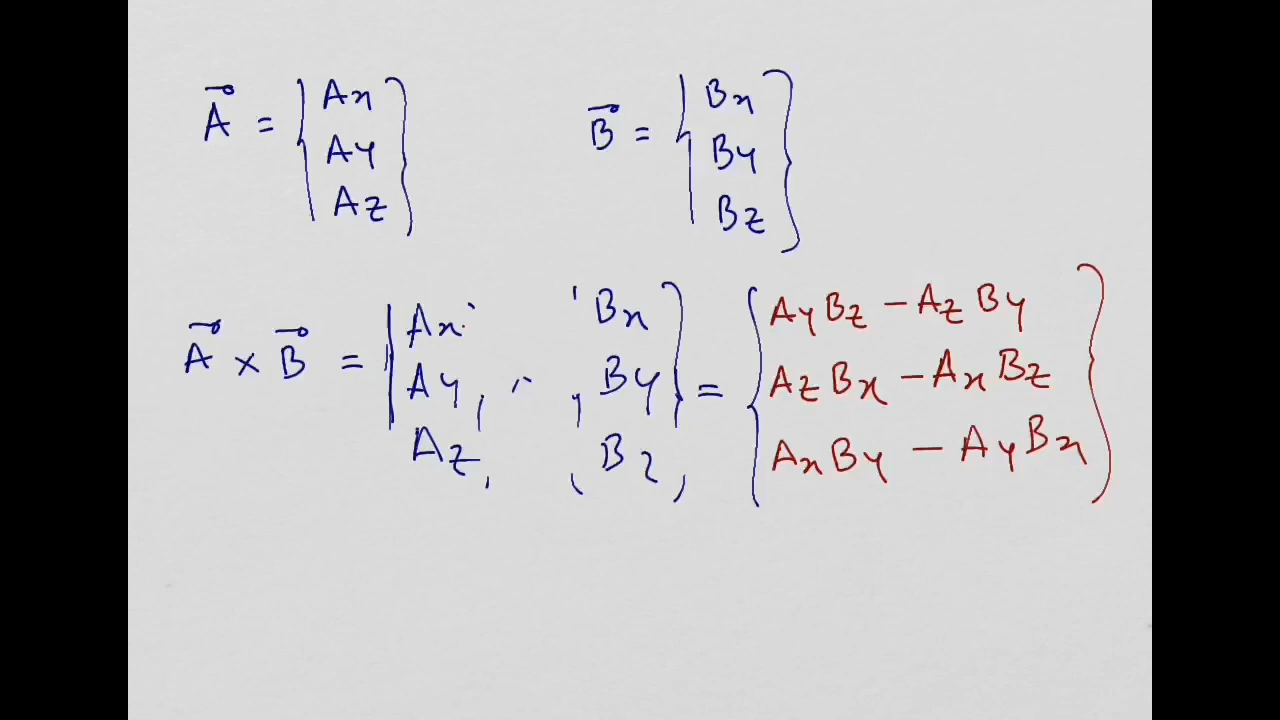 A⃗ = { Ax Ay Az } B⃗ = { Bx By Bz }
A⃗ × B⃗ = { Ax Ay Az } { Bx By Bz } = { AyBz − AzBy
AzBx − AxBz
AxBy − AyBx }